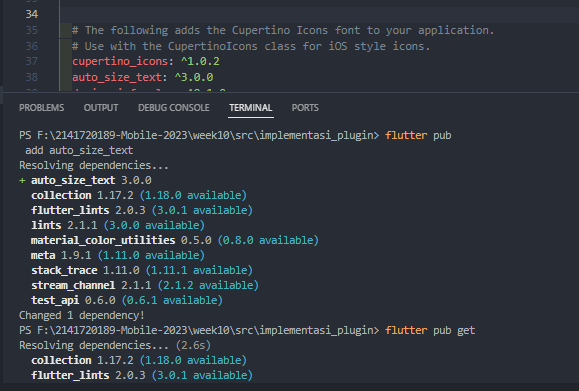 34
35 # The following adds the Cupertino Icons font to your application.
36 # Use with the CupertinoIcons class for iOS style icons.
37 cupertino_icons: ^1.0.2
38 auto_size_text: ^3.0.0
PROBLEMS OUTPUT DEBUG CONSOLE TERMINAL PORTS
PS F:\2141720189-Mobile-2023\week10\src\implementasi_plugin> flutter pub
add auto_size_text
Resolving dependencies...
+ auto_size_text 3.0.0
collection 1.17.2 (1.18.0 available)
flutter_lints 2.0.3 (3.0.1 available)
lints 2.1.1 (3.0.0 available)
material_color_utilities 0.5.0 (0.8.0 available)
meta 1.9.1 (1.11.0 available)
stack_trace 1.11.0 (1.11.1 available)
stream_channel 2.1.1 (2.1.2 available)
test_api 0.6.0 (0.6.1 available)
Changed 1 dependency!
PS F:\2141720189-Mobile-2023\week10\src\implementasi_plugin> flutter pub get
Resolving dependencies... (2.6s)
collection 1.17.2 (1.18.0 available)
flutter_lints 2.0.3 (3.0.1 available)